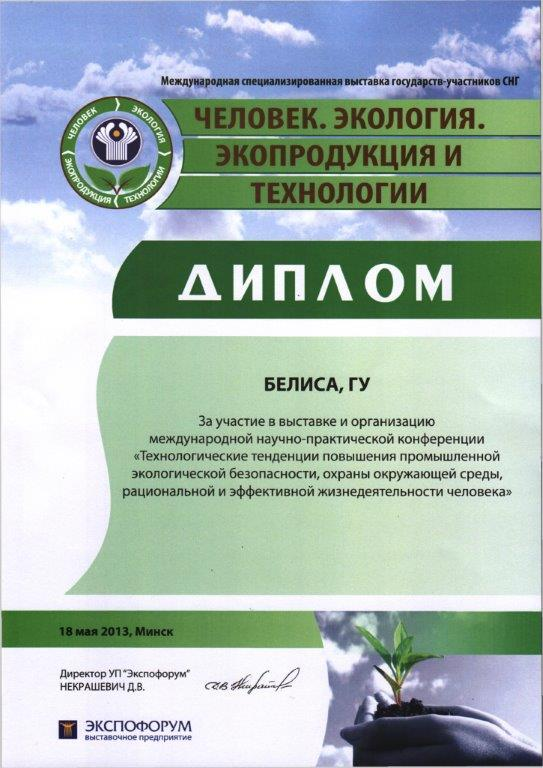 Международная специализированная выставка государств-участников СНГ
ЧЕЛОВЕК ЭКОЛОГИЯ
ЭКОПРОДУКЦИЯ ТЕХНОЛОГИИ
ЧЕЛОВЕК. ЭКОЛОГИЯ.
ЭКОПРОДУКЦИЯ И
ТЕХНОЛОГИИ
ДИПЛОМ
БЕЛИСА, ГУ
За участие в выставке и организацию
международной научно-практической конференции
«Технологические тенденции повышения промышленной
экологической безопасности, охраны окружающей среды,
рациональной и эффективной жизнедеятельности человека»
18 мая 2013, Минск
Директор УП "Экспофорум"
НЕКРАШЕВИЧ Д.В.
ЭКСПОФОРУМ
выставочное предприятие